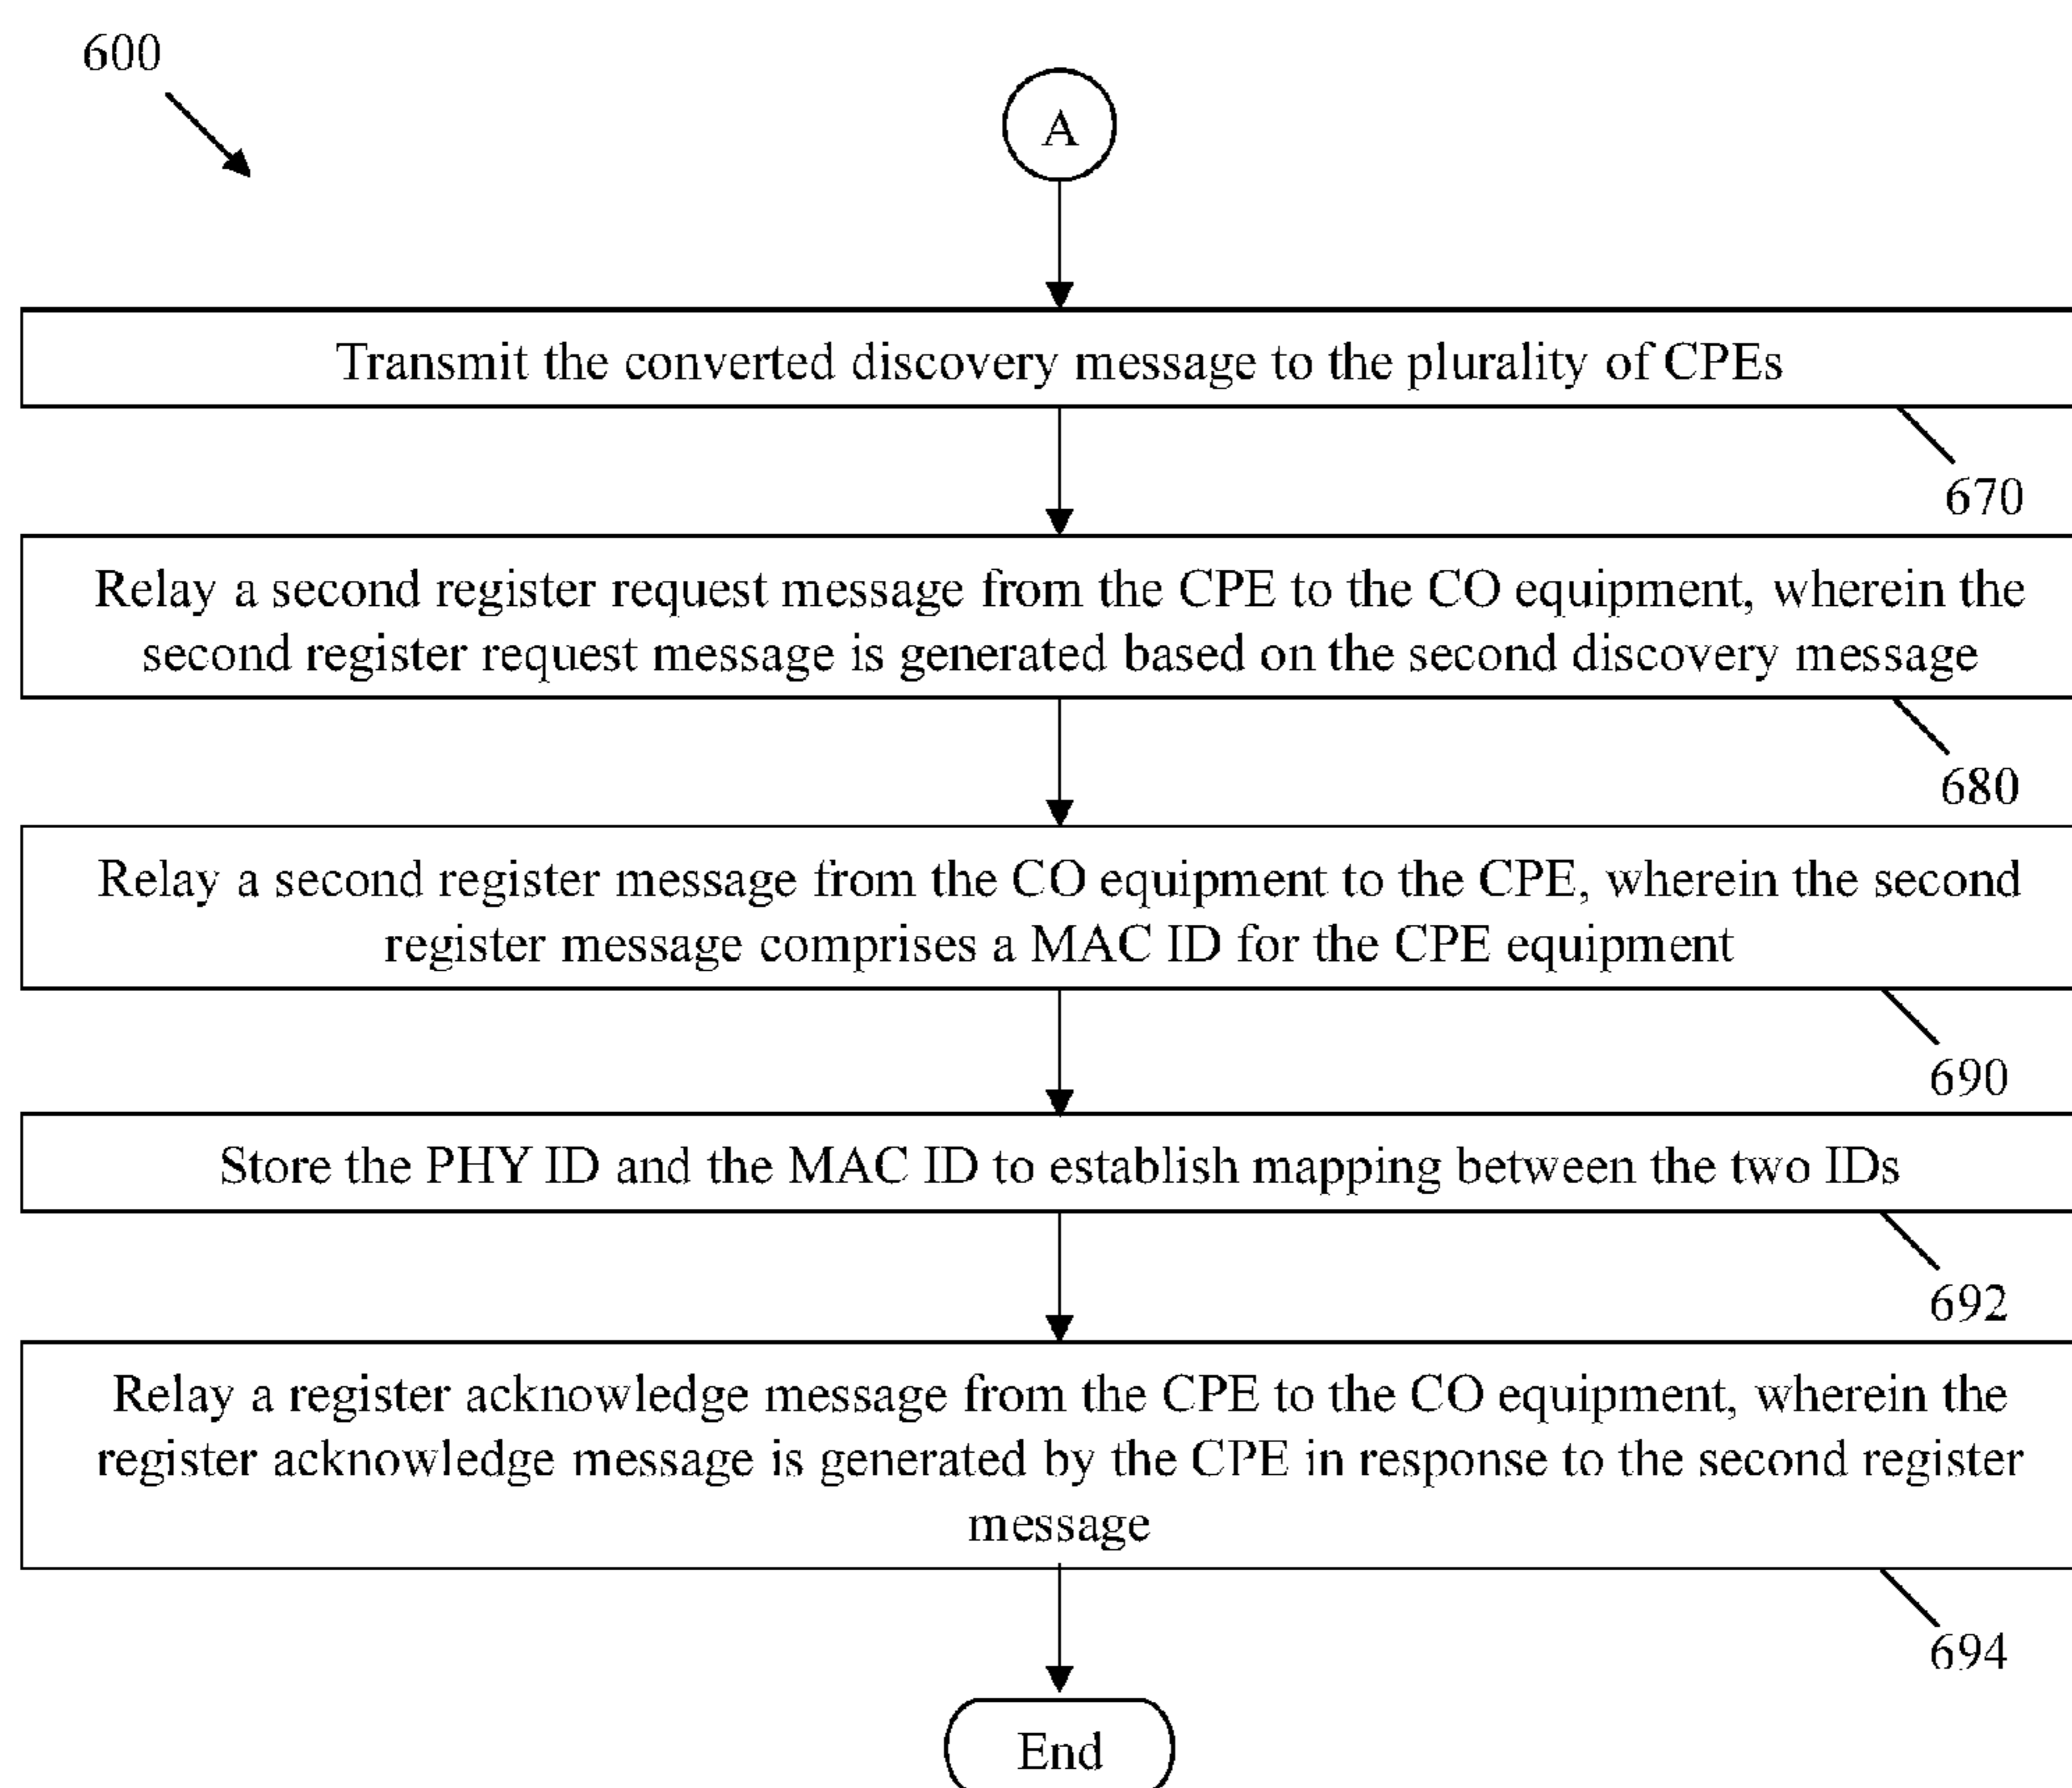 600
A
Transmit the converted discovery message to the plurality of CPEs
670
Relay a second register request message from the CPE to the CO equipment, wherein the
second register request message is generated based on the second discovery message
680
Relay a second register message from the CO equipment to the CPE, wherein the second
register message comprises a MAC ID for the CPE equipment
690
Store the PHY ID and the MAC ID to establish mapping between the two IDs
692
Relay a register acknowledge message from the CPE to the CO equipment, wherein the
register acknowledge message is generated by the CPE in response to the second register
message
694
End